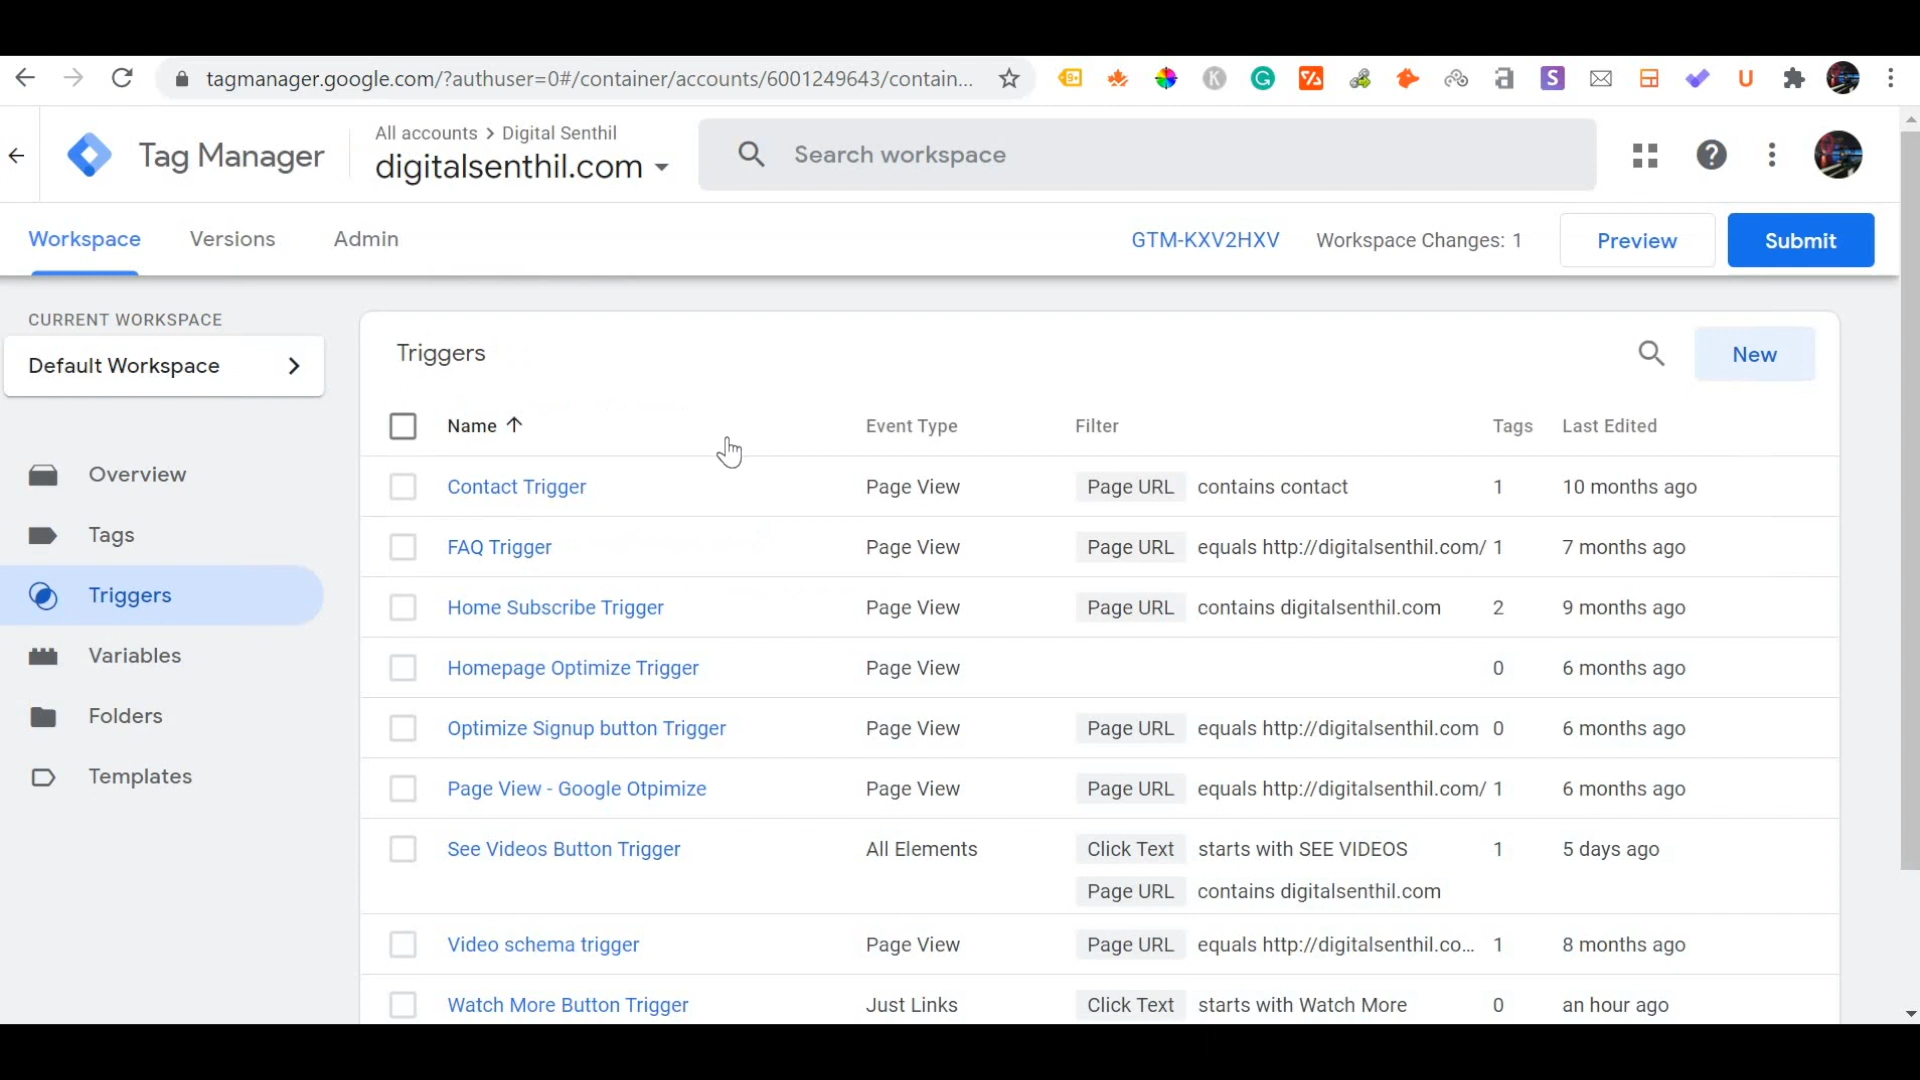 tagmanager.google.com/?authuser=0#/container/accounts/6001249643/contain...
9+
K
G
a
S
U
Tag Manager
All accounts > Digital Senthil
digitalsenthil.com
Search workspace
Workspace Versions Admin GTM-KXV2HXV Workspace Changes: 1 Preview Submit
CURRENT WORKSPACE
Default Workspace
Overview
Tags
Triggers
Variables
Folders
Templates
Triggers New
Name Event Type Filter Tags Last Edited
Contact Trigger Page View Page URL contains contact 1 10 months ago
FAQ Trigger Page View Page URL equals http://digitalsenthil.com/ 1 7 months ago
Home Subscribe Trigger Page View Page URL contains digitalsenthil.com 2 9 months ago
Homepage Optimize Trigger Page View 0 6 months ago
Optimize Signup button Trigger Page View Page URL equals http://digitalsenthil.com 0 6 months ago
Page View - Google Otpimize Page View Page URL equals http://digitalsenthil.com/ 1 6 months ago
See Videos Button Trigger All Elements Click Text starts with SEE VIDEOS 1 5 days ago
Page URL contains digitalsenthil.com
Video schema trigger Page View Page URL equals http://digitalsenthil.co... 1 8 months ago
Watch More Button Trigger Just Links Click Text starts with Watch More 0 an hour ago